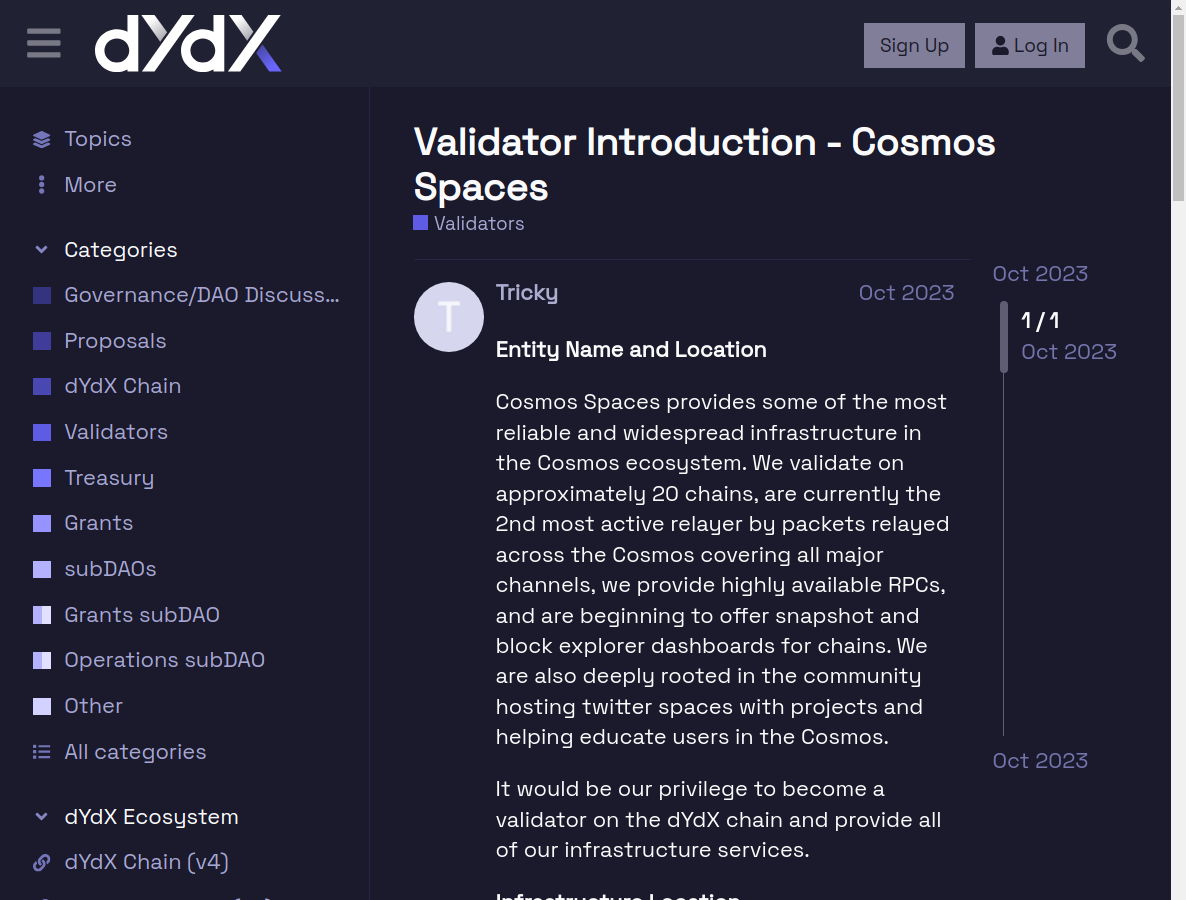 dYdX
Sign Up
Log In
Topics
More
Categories
Governance/DAO Discuss...
Proposals
dYdX Chain
Validators
Treasury
Grants
subDAOs
Grants subDAO
Operations subDAO
Other
All categories
dYdX Ecosystem
dYdX Chain (v4)
Validator Introduction - Cosmos
Spaces
Validators
T
Tricky
Oct 2023
Entity Name and Location
Cosmos Spaces provides some of the most
reliable and widespread infrastructure in
the Cosmos ecosystem. We validate on
approximately 20 chains, are currently the
2nd most active relayer by packets relayed
across the Cosmos covering all major
channels, we provide highly available RPCs,
and are beginning to offer snapshot and
block explorer dashboards for chains. We
are also deeply rooted in the community
hosting twitter spaces with projects and
helping educate users in the Cosmos.
It would be our privilege to become a
validator on the dYdX chain and provide all
of our infrastructure services.
Infrastructure Location
Oct 2023
1 / 1
Oct 2023
Oct 2023